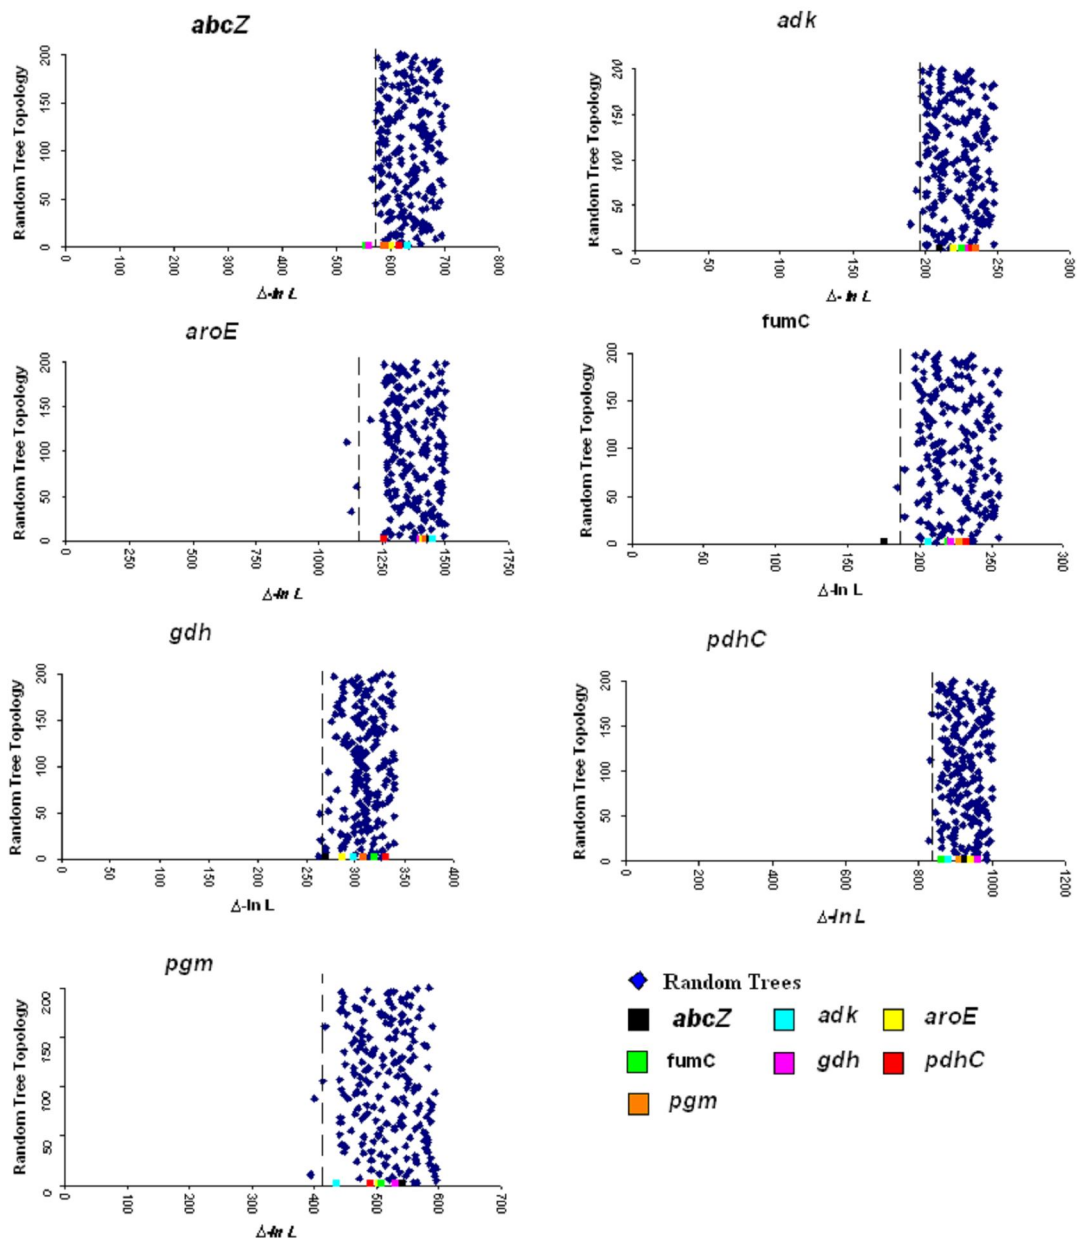 abcZ
Random Tree Topology
200
150
100
50
0
0 100 200 300 400 500 600 700 800
Δ-ln L
adk
Random Tree Topology
200
150
100
50
0
0 50 100 150 200 250 300
Δ- ln L
aroE
Random Tree Topology
200
150
100
50
0
0 250 500 750 1000 1250 1500 1750
Δ-ln L
fumC
Random Tree Topology
200
150
100
50
0
0 50 100 150 200 250 300
Δ-ln L
gdh
Random Tree Topology
200
150
100
50
0
0 50 100 150 200 250 300 350 400
Δ-ln L
pdhC
Random Tree Topology
200
150
100
50
0
0 200 400 600 800 1000 1200
Δ-ln L
pgm
Random Tree Topology
200
150
100
50
0
0 100 200 300 400 500 600 700
Δ-ln L
Random Trees
abcZ adk aroE
fumC gdh pdhC
pgm